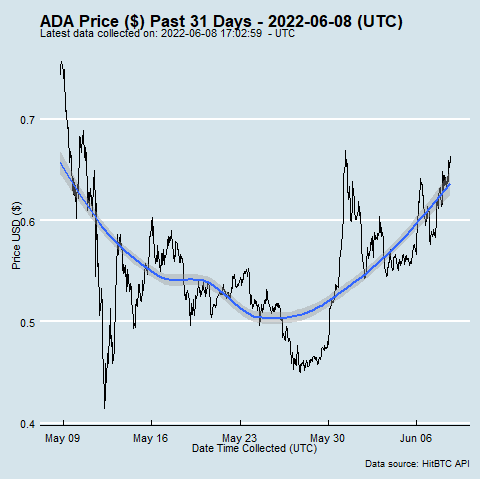 ADA Price ($) Past 31 Days - 2022-06-08 (UTC)
Latest data collected on: 2022-06-08 17:02:59 - UTC
Price USD ($)
0.7
0.6
0.5
0.4
May 09 May 16 May 23 May 30 Jun 06
Date Time Collected (UTC)
Data source: HitBTC API